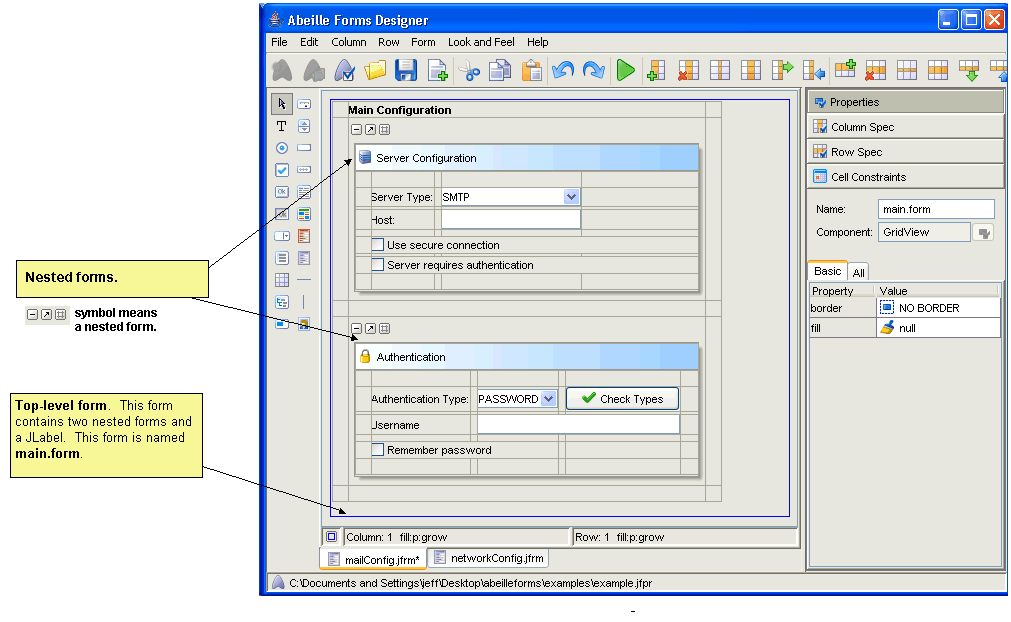 Abeille Forms Designer
File Edit Column Row Form Look and Feel Help
Main Configuration
Server Configuration
Server Type: SMTP
Host:
Use secure connection
Server requires authentication
Authentication
Authentication Type: PASSWORD Check Types
Username
Remember password
Column: 1 fill:p:grow
Row: 1 fill:p:grow
mailConfig.jfrm*
networkConfig.jfrm
C:\Documents and Settings\jeff\Desktop\abeilleforms\examples\example.jfpr
Properties
Column Spec
Row Spec
Cell Constraints
Name: main.form
Component: GridView
Basic All
Property Value
border NO BORDER
fill null
Nested forms.
symbol means
a nested form.
Top-level form. This form
contains two nested forms and
a JLabel. This form is named
main.form.
T
Ok
-